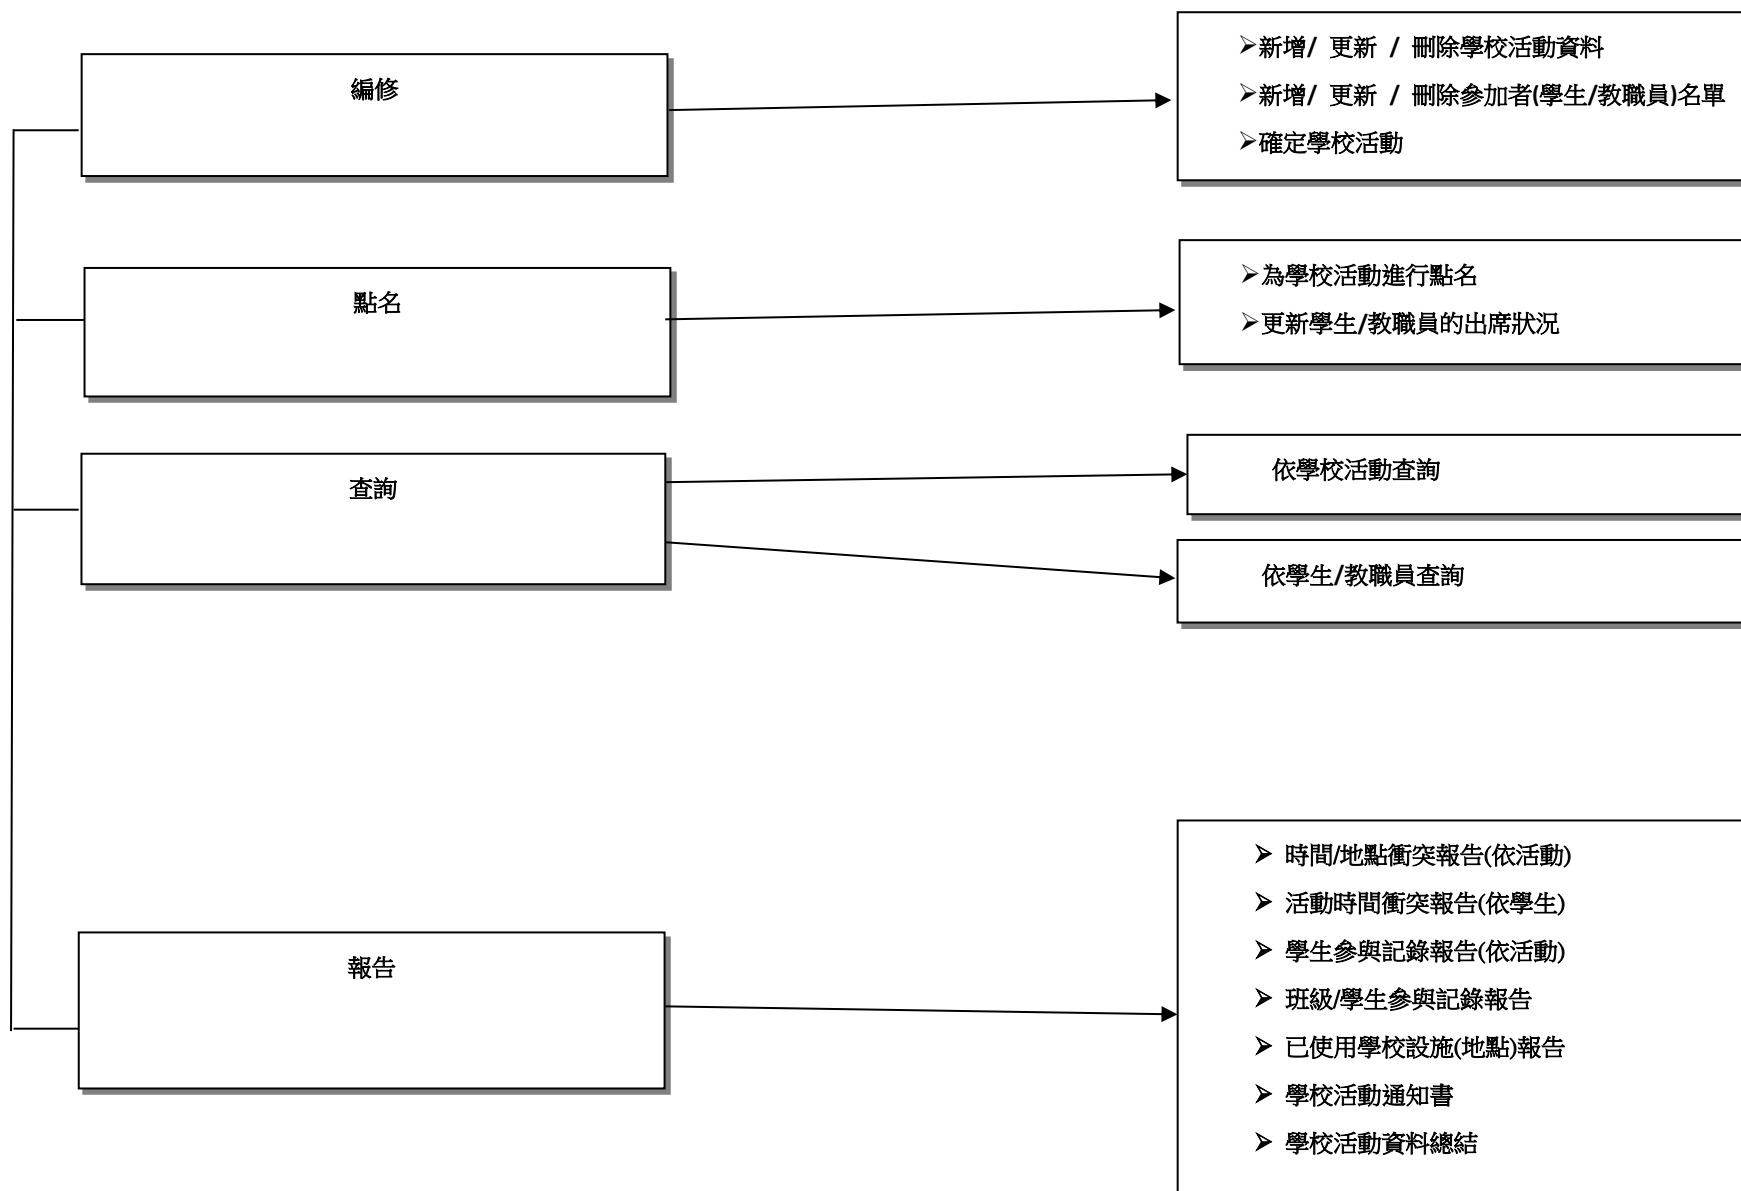 編修
➢新增/ 更新 / 刪除學校活動資料
➢新增/ 更新 / 刪除參加者(學生/教職員)名單
➢確定學校活動
點名
➢為學校活動進行點名
➢更新學生/教職員的出席狀況
查詢
依學校活動查詢
依學生/教職員查詢
報告
➢ 時間/地點衝突報告(依活動)
➢ 活動時間衝突報告(依學生)
➢ 學生參與記錄報告(依活動)
➢ 班級/學生參與記錄報告
➢ 已使用學校設施(地點)報告
➢ 學校活動通知書
➢ 學校活動資料總結